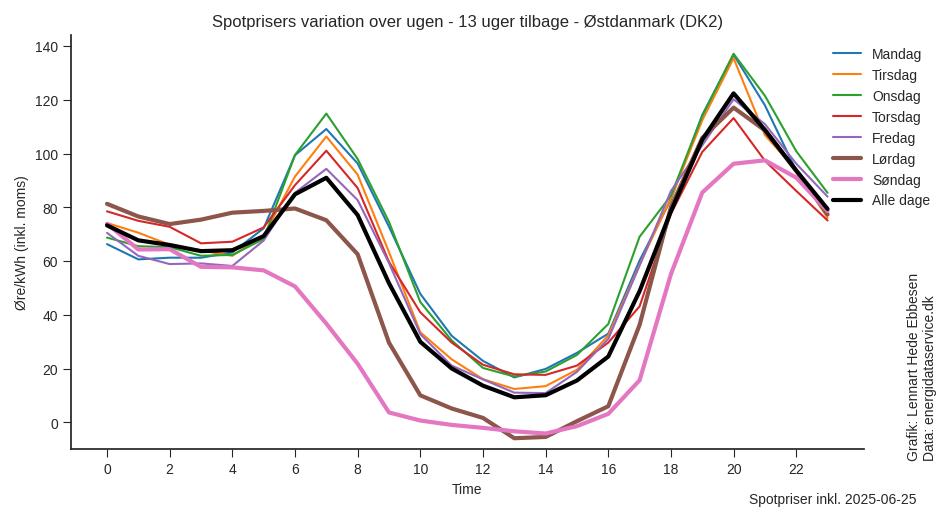 Spotprisers variation over ugen - 13 uger tilbage - Østdanmark (DK2)
140
120
100
80
60
40
20
0
Øre/kWh (inkl. moms)
0 2 4 6 8 10 12 14 16 18 20 22
Time
Mandag
Tirsdag
Onsdag
Torsdag
Fredag
Lørdag
Søndag
Alle dage
Grafik: Lennart Hede Ebbesen
Data: energidataservice.dk
Spotpriser inkl. 2025-06-25